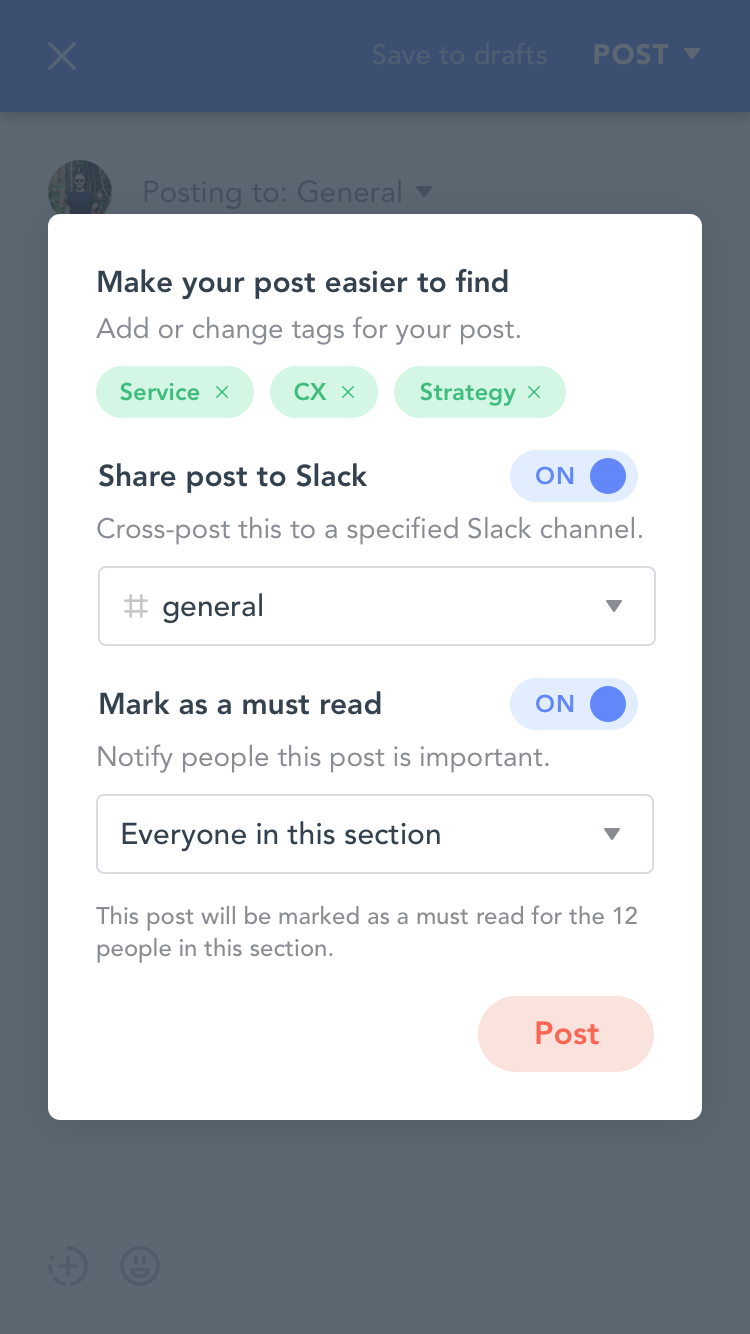 Save to drafts POST
Posting to: General
Make your post easier to find
Add or change tags for your post.
Service CX Strategy
Share post to Slack ON
Cross-post this to a specified Slack channel.
# general
Mark as a must read ON
Notify people this post is important.
Everyone in this section
This post will be marked as a must read for the 12
people in this section.
Post